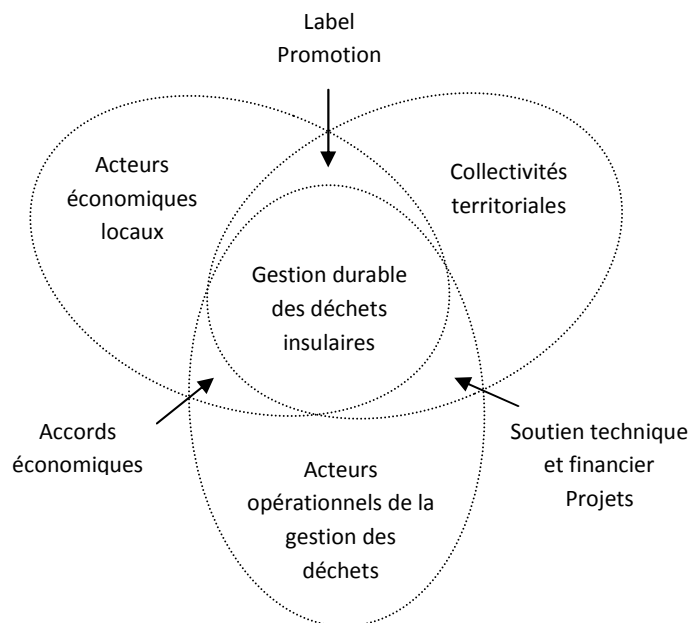 Label
Promotion
Acteurs
économiques
locaux
Collectivités
territoriales
Gestion durable
des déchets
insulaires
Accords
économiques
Soutien technique
et financier
Projets
Acteurs
opérationnels de la
gestion des
déchets